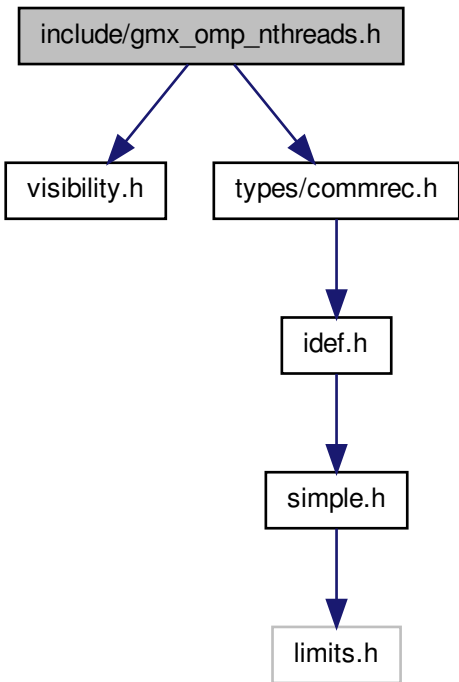 include/gmx_omp_nthreads.h
visibility.h
types/commrec.h
idef.h
simple.h
limits.h